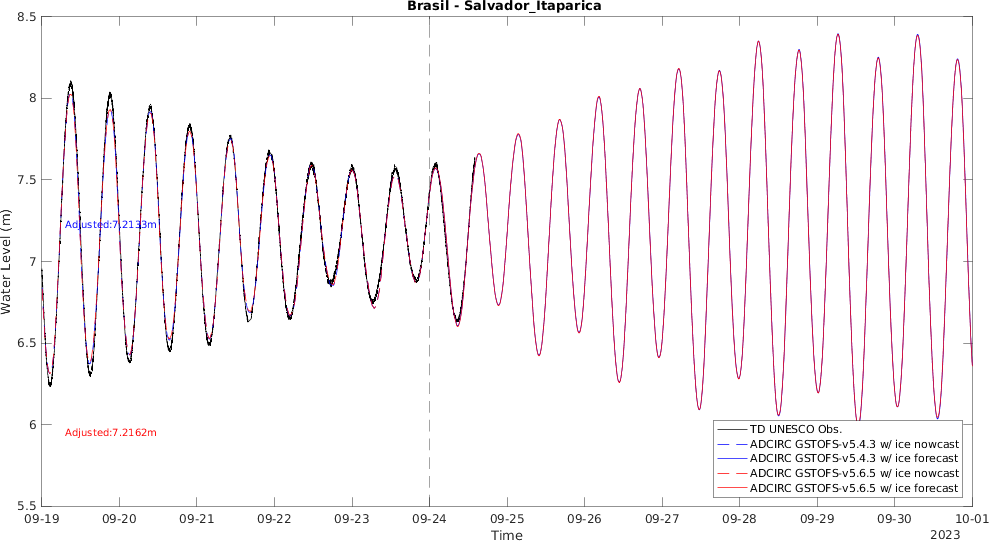 Brasil - Salvador_Itaparica
8.5
8
7.5
7
6.5
6
5.5
Water Level (m)
Adjusted:7.2133m
Adjusted:7.2162m
TD UNESCO Obs.
ADCIRC GSTOFS-v5.4.3 w/ ice nowcast
ADCIRC GSTOFS-v5.4.3 w/ ice forecast
ADCIRC GSTOFS-v5.6.5 w/ ice nowcast
ADCIRC GSTOFS-v5.6.5 w/ ice forecast
09-19 09-20 09-21 09-22 09-23 09-24 09-25 09-26 09-27 09-28 09-29 09-30 10-01
Time
2023